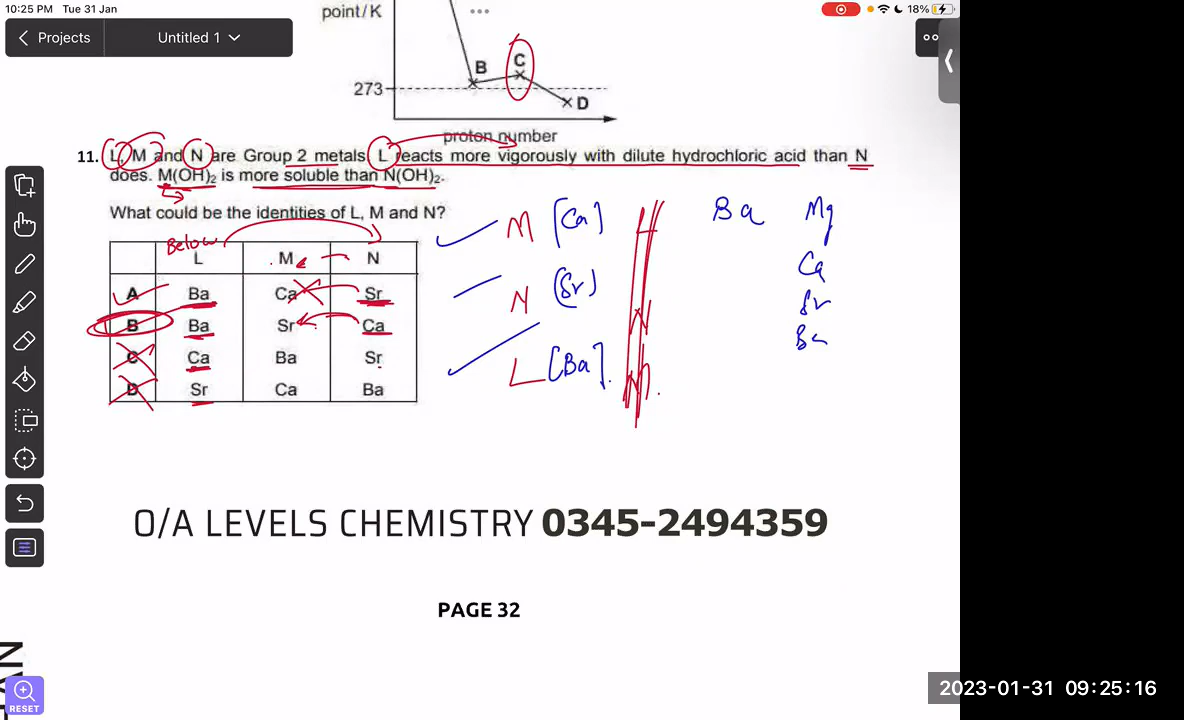 10:25 PM Tue 31 Jan
18%
Projects
Untitled 1
point/K
B
C
273
D
proton number
11. L, M and N are Group 2 metals. L reacts more vigorously with dilute hydrochloric acid than N
does. M(OH)₂ is more soluble than N(OH)₂.
What could be the identities of L, M and N?
Below
L M N
A Ba Ca Sr
B Ba Sr Ca
C Ca Ba Sr
D Sr Ca Ba
M [Ca]
N (Sr)
L [Ba].
L
N
M.
Ba
Mg
Ca
Sr
Ba
O/A LEVELS CHEMISTRY 0345-2494359
PAGE 32
RESET
2023-01-31 09:25:16